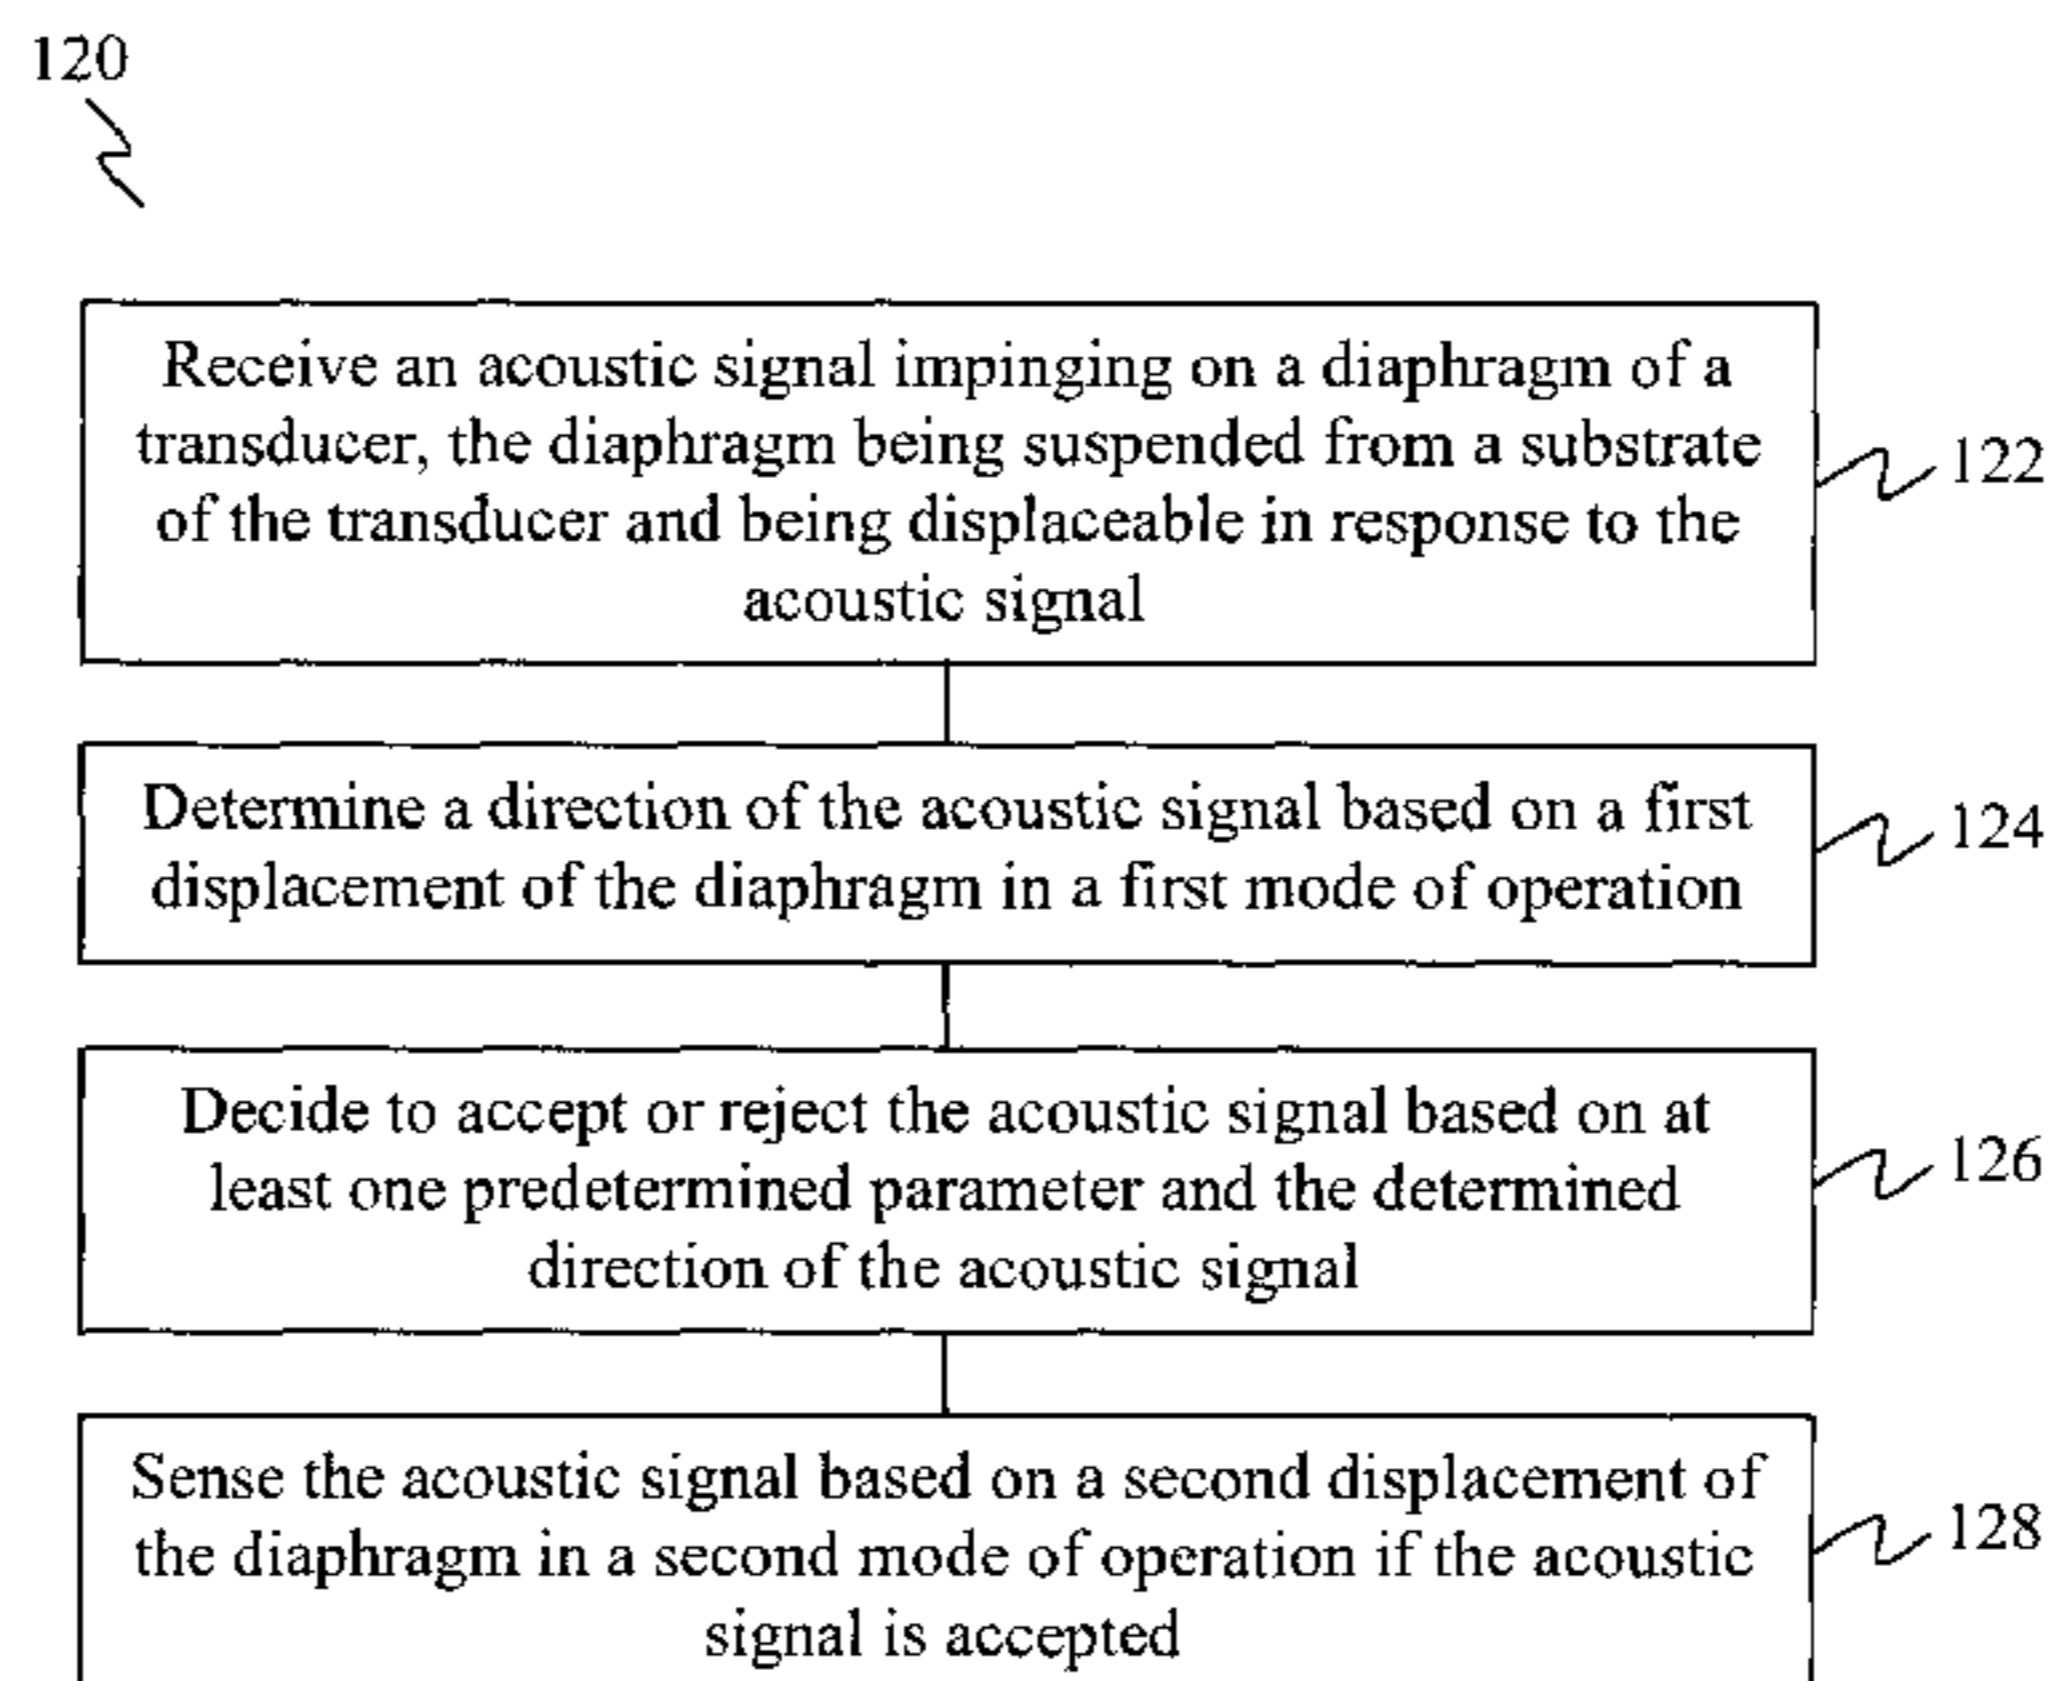 120
Receive an acoustic signal impinging on a diaphragm of a
transducer, the diaphragm being suspended from a substrate
of the transducer and being displaceable in response to the
acoustic signal
122
Determine a direction of the acoustic signal based on a first
displacement of the diaphragm in a first mode of operation
124
Decide to accept or reject the acoustic signal based on at
least one predetermined parameter and the determined
direction of the acoustic signal
126
Sense the acoustic signal based on a second displacement of
the diaphragm in a second mode of operation if the acoustic
signal is accepted
128